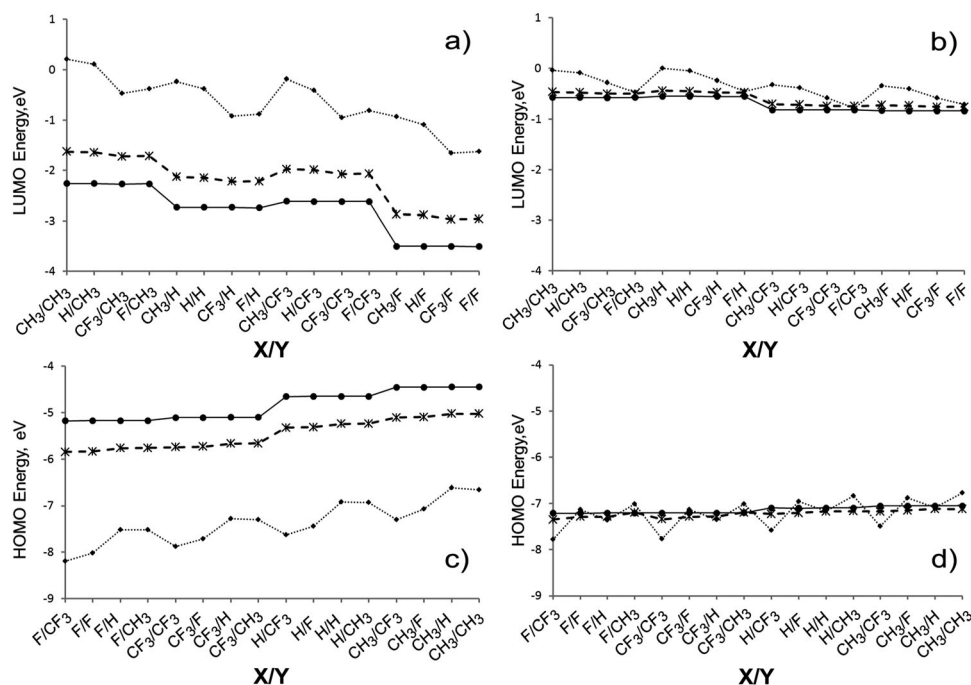 a)
LUMO Energy,eV
1
0
-1
-2
-3
-4
CH3/CH3
H/CH3
CF3/CH3
F/CH3
CH3/H
H/H
CF3/H
F/H
CH3/CF3
H/CF3
CF3/CF3
F/CF3
CH3/F
H/F
CF3/F
F/F
X/Y
b)
LUMO Energy,eV
1
0
-1
-2
-3
-4
CH3/CH3
H/CH3
CF3/CH3
F/CH3
CH3/H
H/H
CF3/H
F/H
CH3/CF3
H/CF3
CF3/CF3
F/CF3
CH3/F
H/F
CF3/F
F/F
X/Y
c)
HOMO Energy, eV
-4
-5
-6
-7
-8
-9
F/CF3
F/F
F/H
F/CH3
CF3/CF3
CF3/F
CF3/H
CF3/CH3
H/CF3
H/F
H/H
H/CH3
CH3/CF3
CH3/F
CH3/H
CH3/CH3
X/Y
d)
HOMO Energy,eV
-4
-5
-6
-7
-8
-9
F/CF3
F/F
F/H
F/CH3
CF3/CF3
CF3/F
CF3/H
CF3/CH3
H/CF3
H/F
H/H
H/CH3
CH3/CF3
CH3/F
CH3/H
CH3/CH3
X/Y